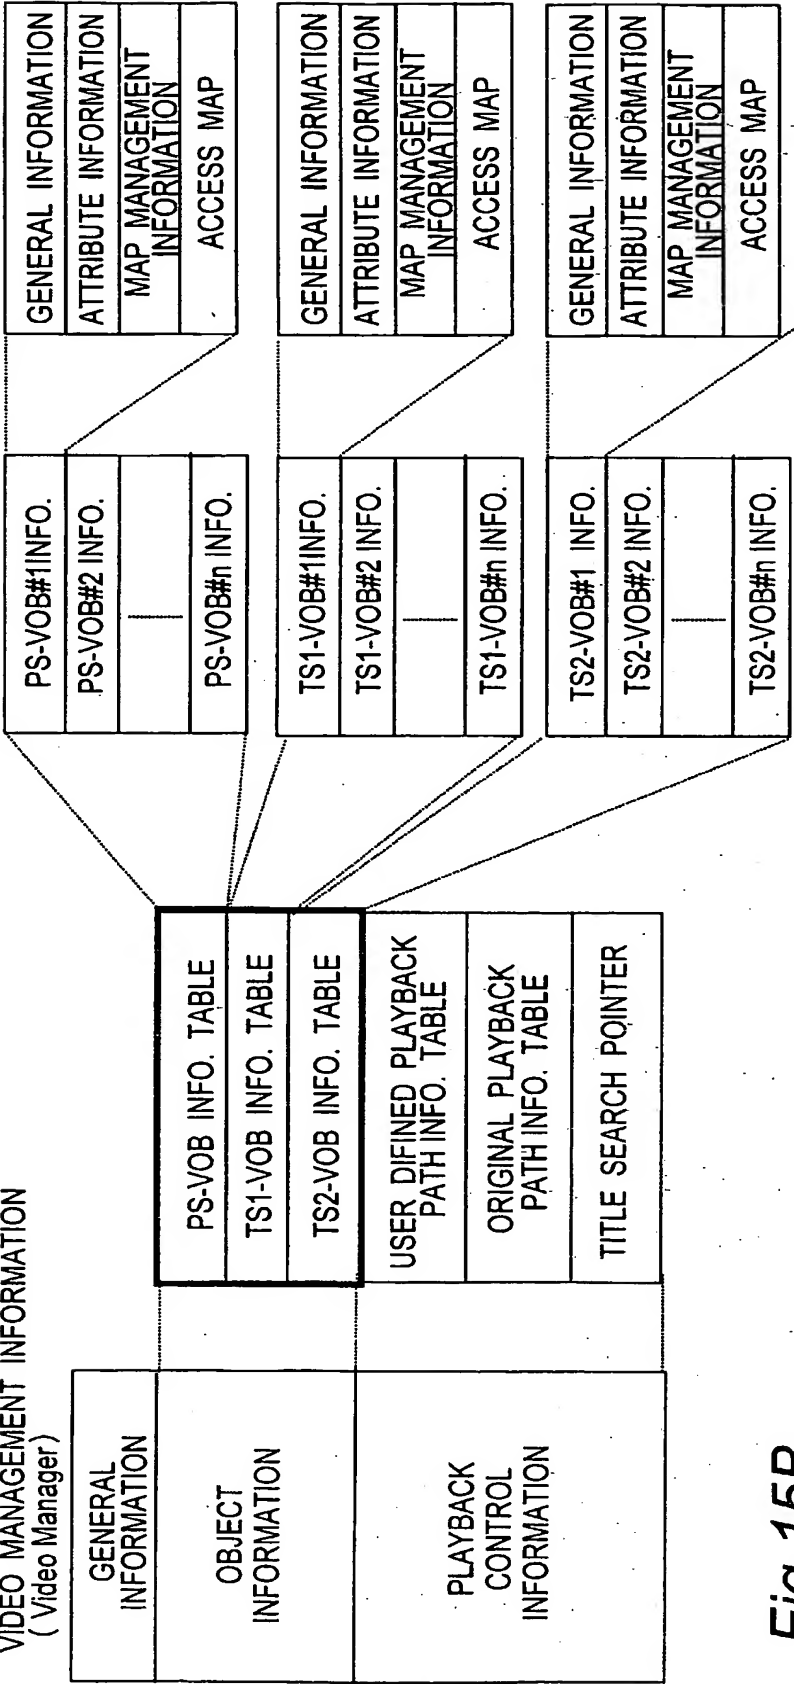 VIDEO MANAGEMENT INFORMATION
( Video Manager )
GENERAL
INFORMATION
OBJECT
INFORMATION
PLAYBACK
CONTROL
INFORMATION
PS-VOB INFO. TABLE
TS1-VOB INFO. TABLE
TS2-VOB INFO. TABLE
USER DIFINED PLAYBACK
PATH INFO. TABLE
ORIGINAL PLAYBACK
PATH INFO. TABLE
TITLE SEARCH POINTER
PS-VOB#1INFO.
PS-VOB#2 INFO.
PS-VOB#n INFO.
TS1-VOB#1INFO.
TS1-VOB#2 INFO.
TS1-VOB#n INFO.
TS2-VOB#1 INFO.
TS2-VOB#2 INFO.
TS2-VOB#n INFO.
GENERAL INFORMATION
ATTRIBUTE INFORMATION
MAP MANAGEMENT
INFORMATION
ACCESS MAP
GENERAL INFORMATION
ATTRIBUTE INFORMATION
MAP MANAGEMENT
INFORMATION
ACCESS MAP
GENERAL INFORMATION
ATTRIBUTE INFORMATION
MAP MANAGEMENT
INFORMATION
ACCESS MAP
Fig.15B